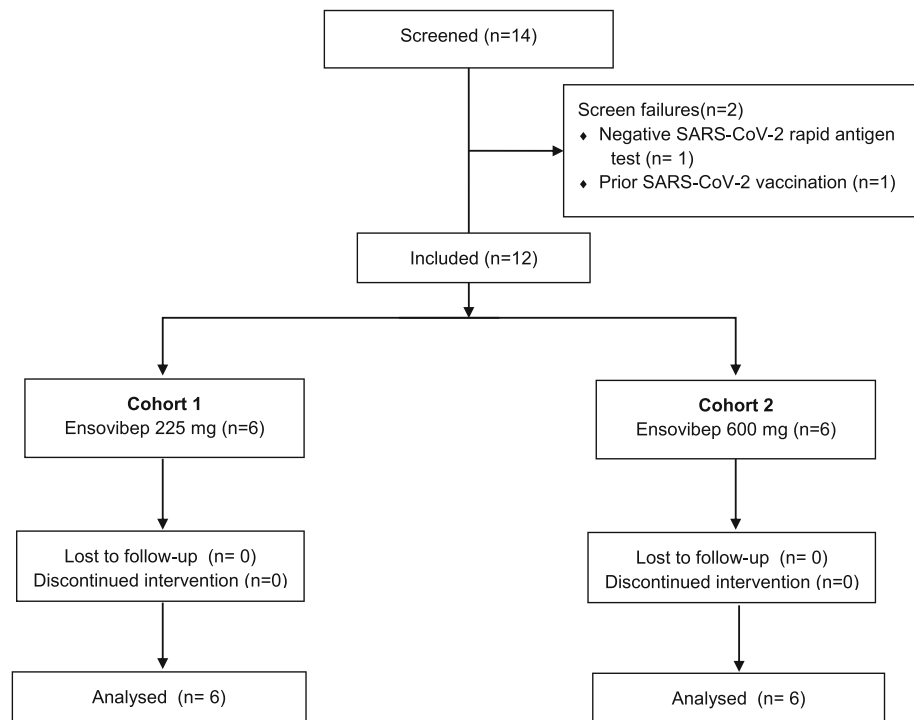 Screened (n=14)
Screen failures(n=2)
♦ Negative SARS-CoV-2 rapid antigen
test (n= 1)
♦ Prior SARS-CoV-2 vaccination (n=1)
Included (n=12)
Cohort 1
Ensovibep 225 mg (n=6)
Cohort 2
Ensovibep 600 mg (n=6)
Lost to follow-up (n= 0)
Discontinued intervention (n=0)
Lost to follow-up (n= 0)
Discontinued intervention (n=0)
Analysed (n= 6)
Analysed (n= 6)